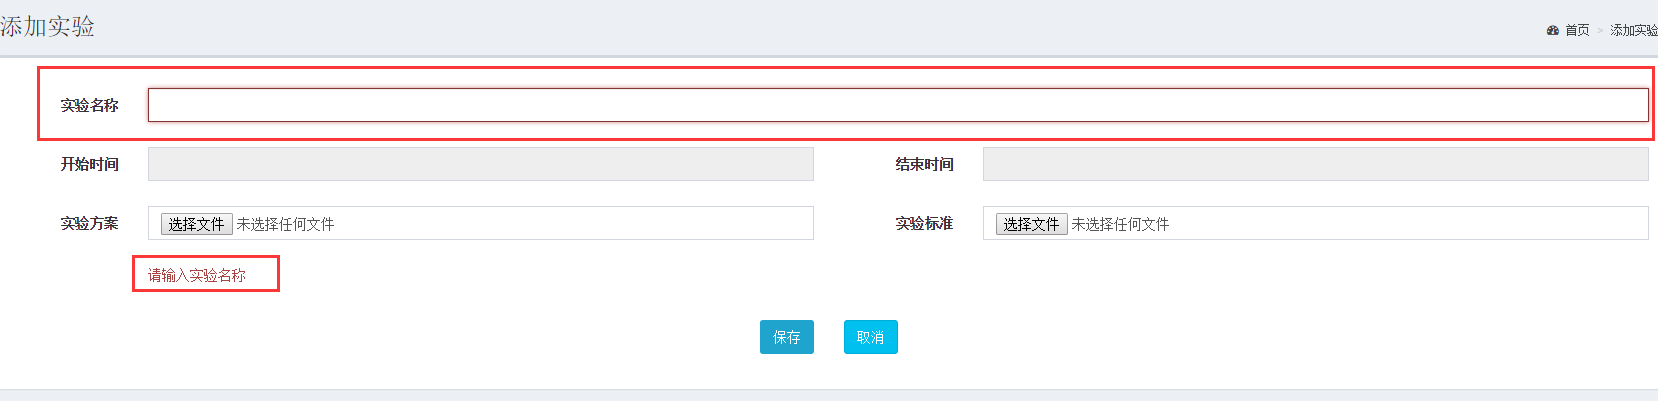 添加实验
首页 > 添加实验
实验名称
开始时间 结束时间
实验方案 选择文件 未选择任何文件 实验标准 选择文件 未选择任何文件
请输入实验名称
保存 取消